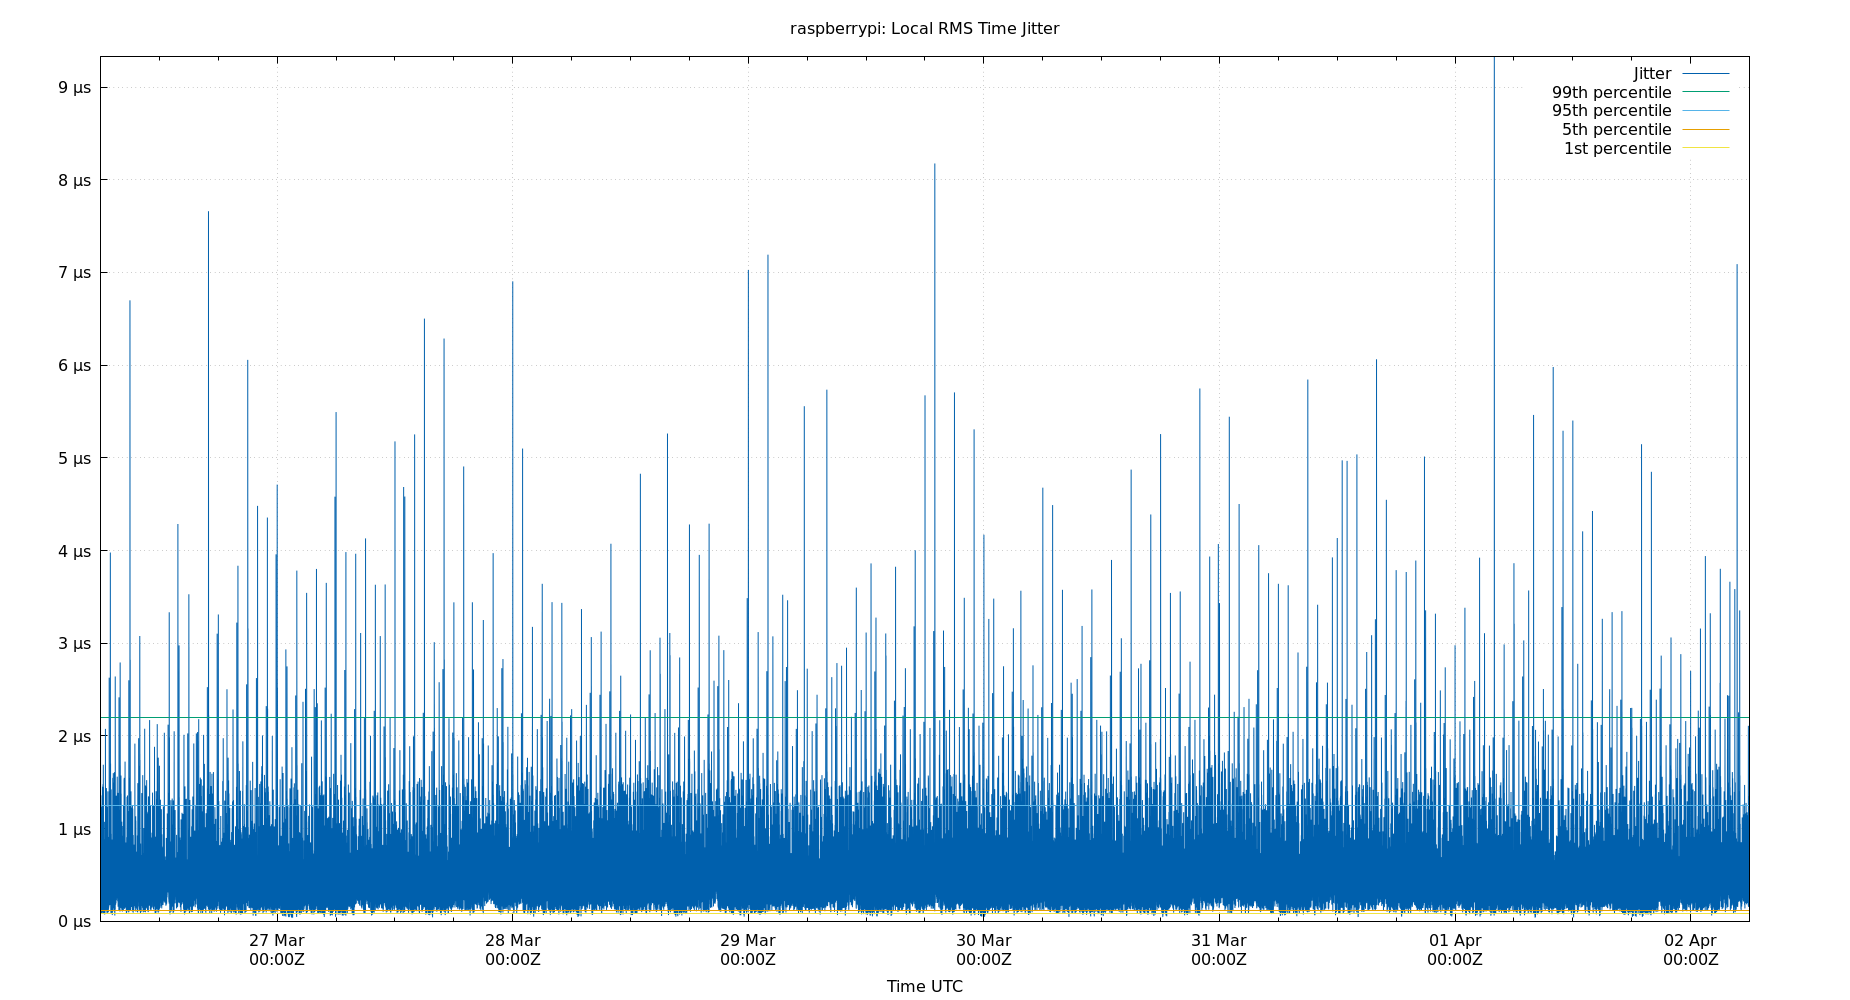 raspberrypi: Local RMS Time Jitter
9 µs
8 µs
7 µs
6 µs
5 µs
4 µs
3 µs
2 µs
1 µs
0 µs
Jitter
99th percentile
95th percentile
5th percentile
1st percentile
27 Mar
00:00Z
28 Mar
00:00Z
29 Mar
00:00Z
30 Mar
00:00Z
31 Mar
00:00Z
01 Apr
00:00Z
02 Apr
00:00Z
Time UTC